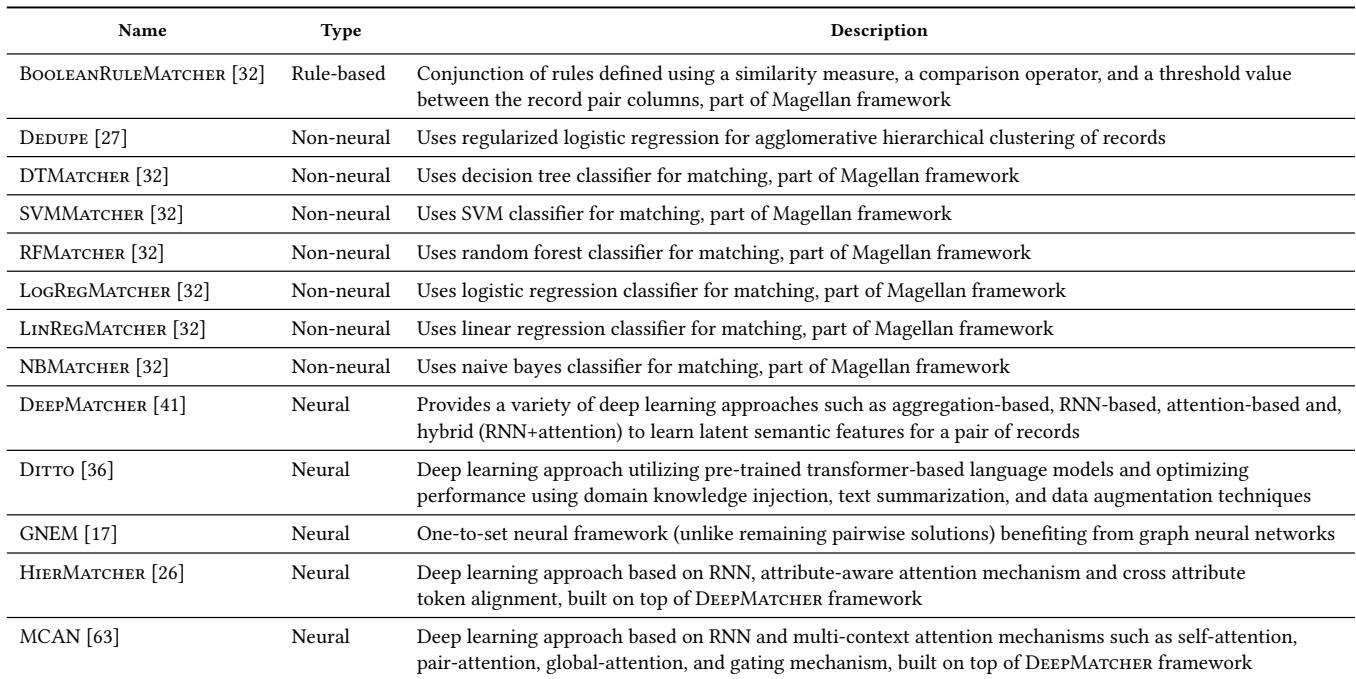 Name Type Description
BooleanRuleMatcher [32] Rule-based Conjunction of rules defined using a similarity measure, a comparison operator, and a threshold value
between the record pair columns, part of Magellan framework
Dedupe [27] Non-neural Uses regularized logistic regression for agglomerative hierarchical clustering of records
DTMatcher [32] Non-neural Uses decision tree classifier for matching, part of Magellan framework
SVMMatcher [32] Non-neural Uses SVM classifier for matching, part of Magellan framework
RFMatcher [32] Non-neural Uses random forest classifier for matching, part of Magellan framework
LogRegMatcher [32] Non-neural Uses logistic regression classifier for matching, part of Magellan framework
LinRegMatcher [32] Non-neural Uses linear regression classifier for matching, part of Magellan framework
NBMatcher [32] Non-neural Uses naive bayes classifier for matching, part of Magellan framework
DeepMatcher [41] Neural Provides a variety of deep learning approaches such as aggregation-based, RNN-based, attention-based and,
hybrid (RNN+attention) to learn latent semantic features for a pair of records
Ditto [36] Neural Deep learning approach utilizing pre-trained transformer-based language models and optimizing
performance using domain knowledge injection, text summarization, and data augmentation techniques
GNEM [17] Neural One-to-set neural framework (unlike remaining pairwise solutions) benefiting from graph neural networks
HierMatcher [26] Neural Deep learning approach based on RNN, attribute-aware attention mechanism and cross attribute
token alignment, built on top of DeepMatcher framework
MCAN [63] Neural Deep learning approach based on RNN and multi-context attention mechanisms such as self-attention,
pair-attention, global-attention, and gating mechanism, built on top of DeepMatcher framework